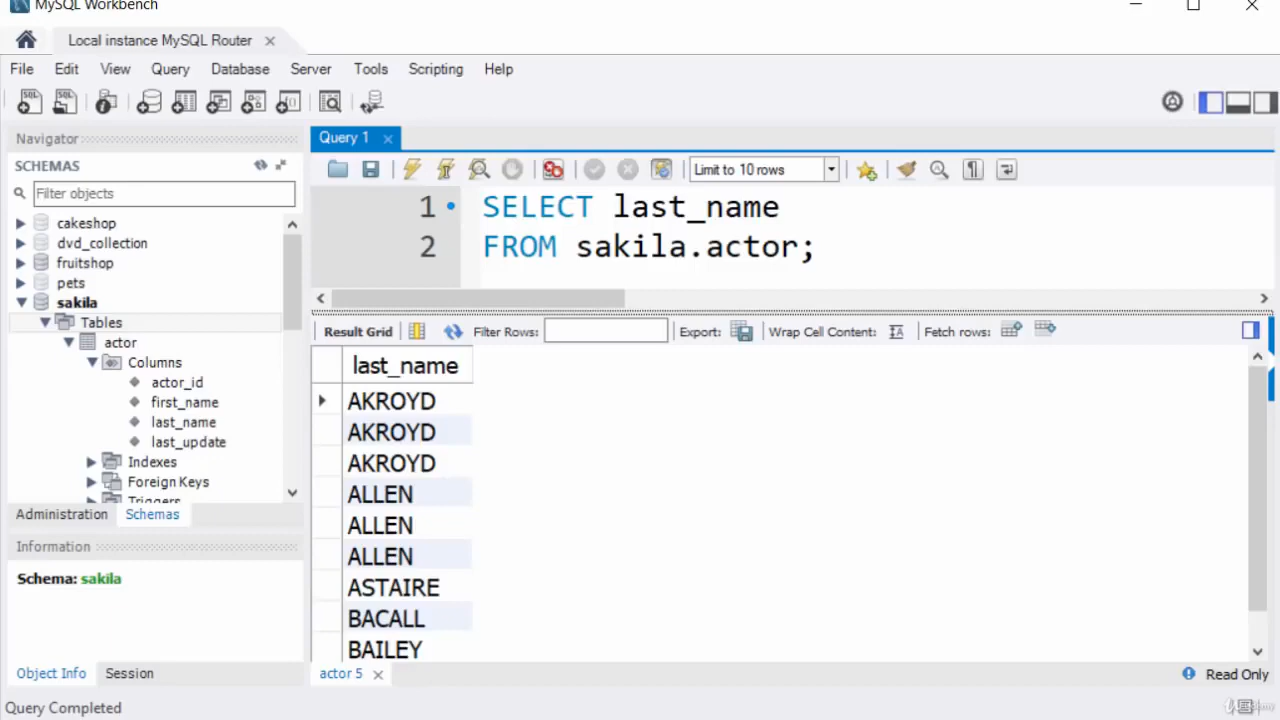 MySQL Workbench
Local instance MySQL Router
File Edit View Query Database Server Tools Scripting Help
Navigator
SCHEMAS
Filter objects
cakeshop
dvd_collection
fruitshop
pets
sakila
Tables
actor
Columns
actor_id
first_name
last_name
last_update
Indexes
Foreign Keys
Triggers
Administration Schemas
Information
Schema: sakila
Object Info Session
Query 1
Limit to 10 rows
1 SELECT last_name
2 FROM sakila.actor;
Result Grid Filter Rows: Export: Wrap Cell Content: Fetch rows:
last_name
AKROYD
AKROYD
AKROYD
ALLEN
ALLEN
ALLEN
ASTAIRE
BACALL
BAILEY
actor 5 Read Only
Query Completed